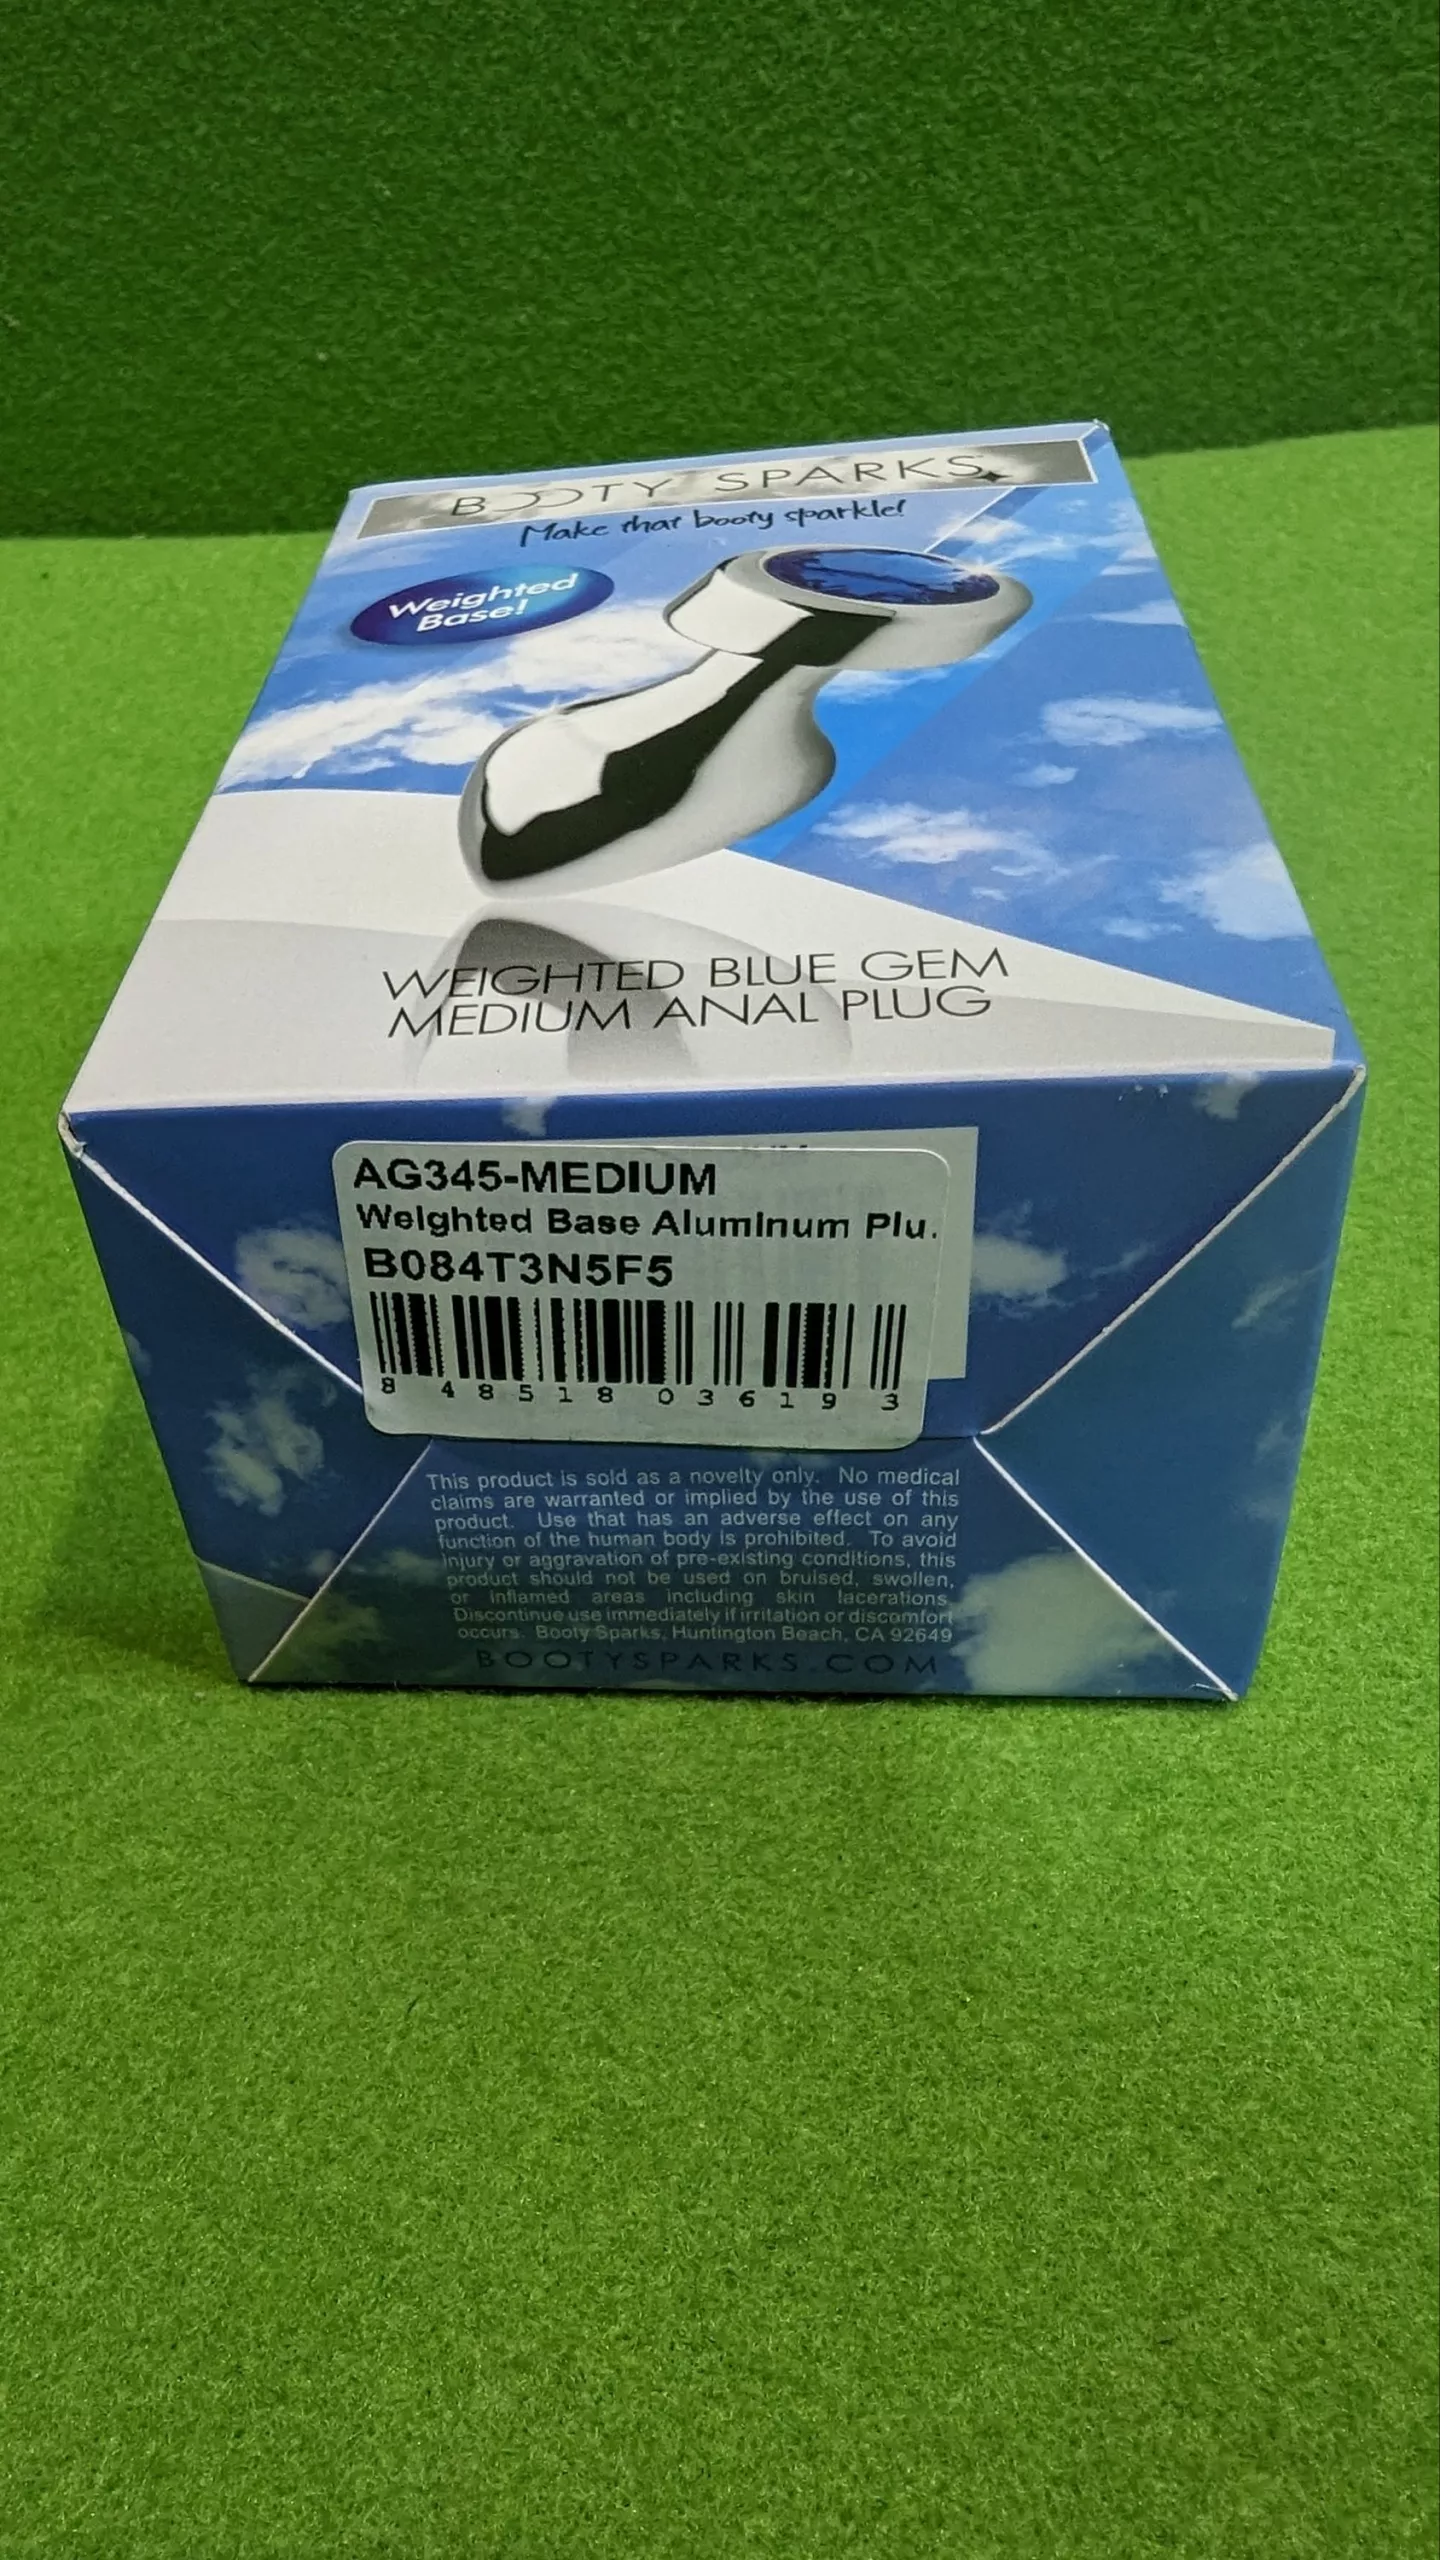 BOOTY SPARKS
Make that booty sparkle!
Weighted
Base!
WEIGHTED BLUE GEM
MEDIUM ANAL PLUG
AG345-MEDIUM
Weighted Base Aluminum Plu.
B084T3N5F5
8 48518 03619 3
This product is sold as a novelty only. No medical
claims are warranted or implied by the use of this
product. Use that has an adverse effect on any
function of the human body is prohibited. To avoid
injury or aggravation of pre-existing conditions, this
product should not be used on bruised, swollen,
or inflamed areas including skin lacerations.
Discontinue use immediately if irritation or discomfort
occurs. Booty Sparks, Huntington Beach, CA 92649
BOOTYSPARKS.COM